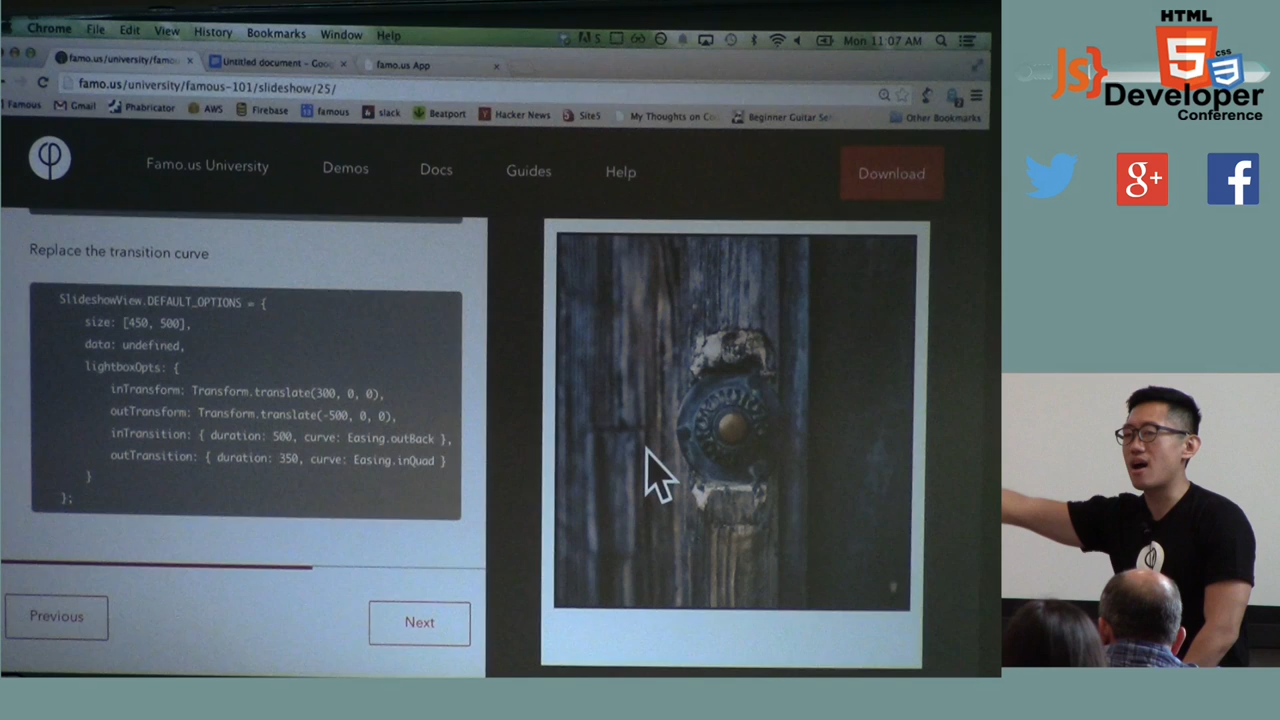 Chrome File Edit View History Bookmarks Window Help
Mon 11:07 AM
famo.us/university/famou
Untitled document - Goo
famo.us App
famo.us/university/famous-101/slideshow/25/
Famous Gmail Phabricator AWS Firebase famous slack Beatport Hacker News Site5 My Thoughts on Beginner Guitar Other Bookmarks
Famo.us University
Demos
Docs
Guides
Help
Download
Replace the transition curve
SlideshowView.DEFAULT_OPTIONS = {
size: [450, 500],
data: undefined,
lightboxOpts: {
inTransform: Transform.translate(300, 0, 0),
outTransform: Transform.translate(-500, 0, 0),
inTransition: { duration: 500, curve: Easing.outBack },
outTransition: { duration: 350, curve: Easing.inQuad }
}
};
Previous
Next
HTML
JS}
5
CSS
3
Developer
Conference
g+
f